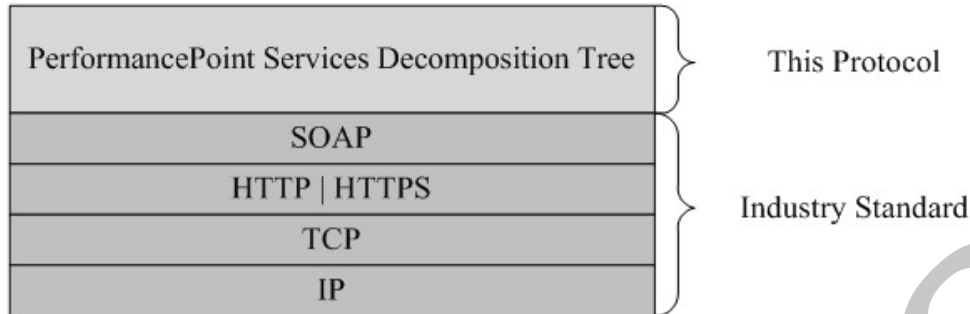 PerformancePoint Services Decomposition Tree
This Protocol
SOAP
HTTP | HTTPS
TCP
IP
Industry Standard